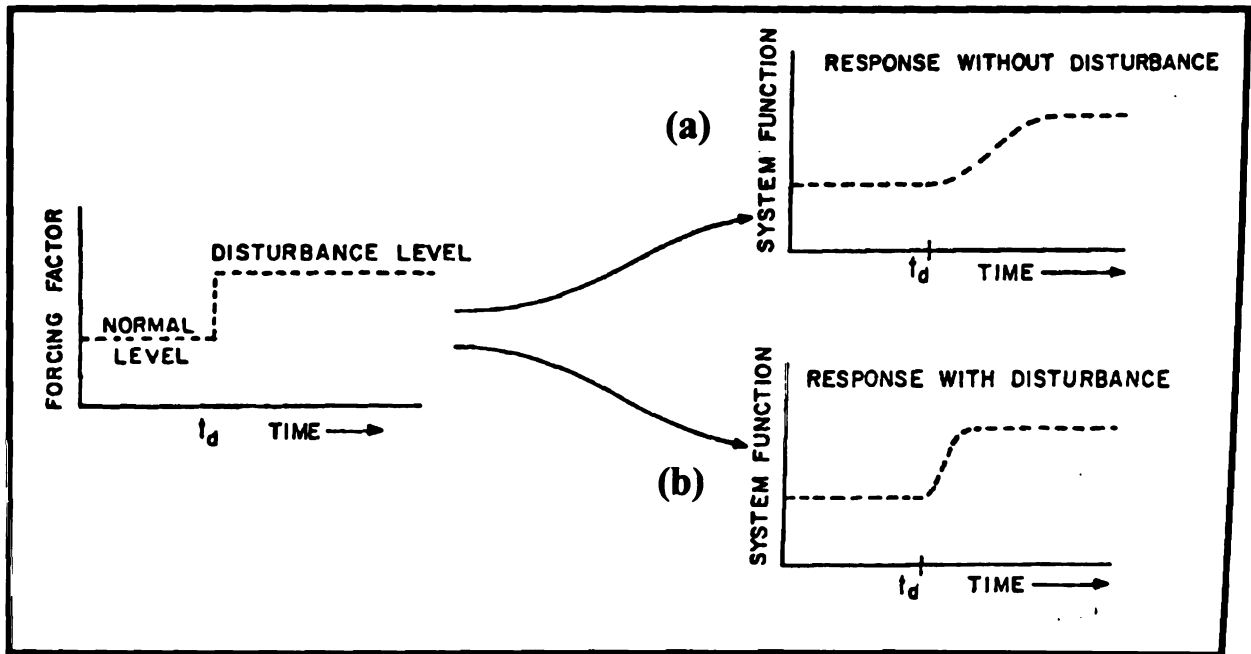 FORCING FACTOR
DISTURBANCE LEVEL
NORMAL
LEVEL
td
TIME
(a)
SYSTEM FUNCTION
RESPONSE WITHOUT DISTURBANCE
td
TIME
(b)
SYSTEM FUNCTION
RESPONSE WITH DISTURBANCE
td
TIME